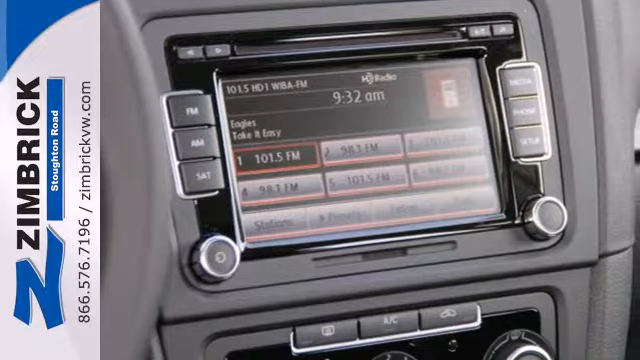 ZIMBRICK
Stoughton Road
866.576.7196 / zimbrickvw.com
101.5 HD1 WIBA-FM
HD Radio
9:32 am
Eagles
Take It Easy
1 101.5 FM
2 98.1 FM
4 98.1 FM
5 101.5 FM
Stations
FM
AM
SAT
MEDIA
PHONE
SETUP
A/C